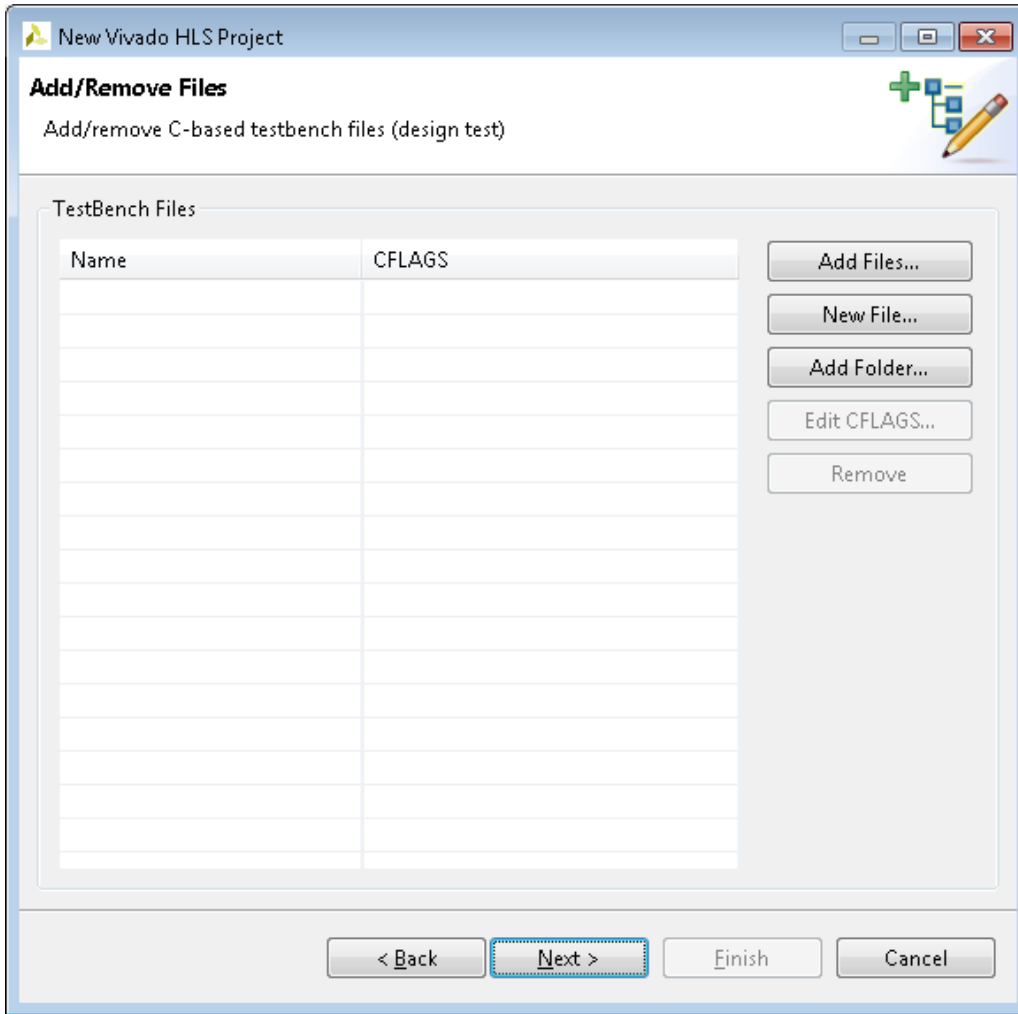 New Vivado HLS Project
Add/Remove Files
Add/remove C-based testbench files (design test)
TestBench Files
Name CFLAGS
Add Files...
New File...
Add Folder...
Edit CFLAGS...
Remove
< Back Next > Finish Cancel